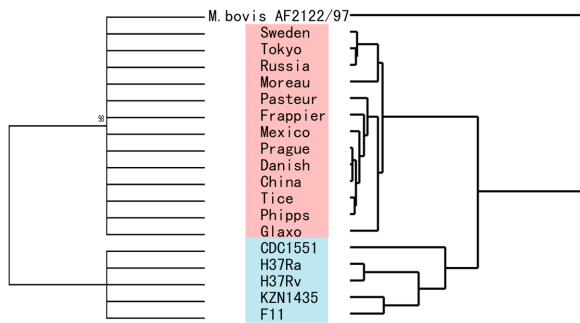 M.bovis AF2122/97
Sweden
Tokyo
Russia
Moreau
Pasteur
98
Frappier
Mexico
Prague
Danish
China
Tice
Phipps
Glaxo
CDC1551
H37Ra
H37Rv
KZN1435
F11